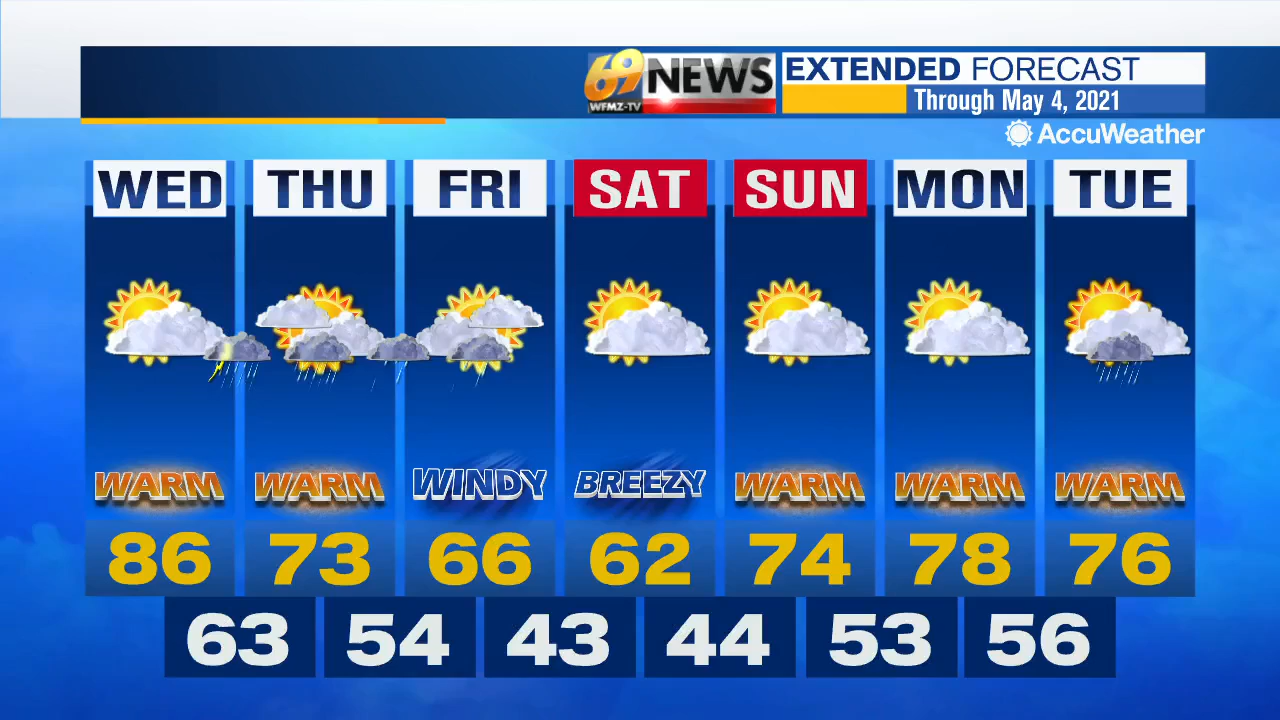 69 NEWS
WFMZ-TV
EXTENDED FORECAST
Through May 4, 2021
AccuWeather
WED THU FRI SAT SUN MON TUE
WARM WARM WINDY BREEZY WARM WARM WARM
86 73 66 62 74 78 76
63 54 43 44 53 56